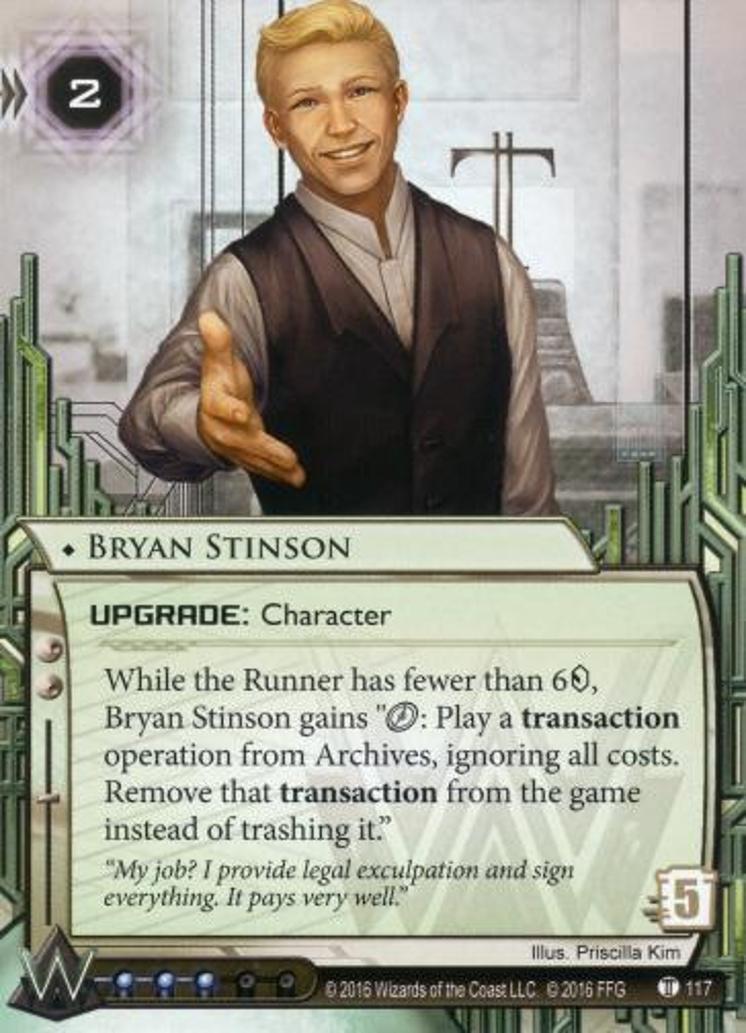 2
◆ BRYAN STINSON
UPGRADE: Character
While the Runner has fewer than 6,
Bryan Stinson gains ": Play a transaction
operation from Archives, ignoring all costs.
Remove that transaction from the game
instead of trashing it.”
“My job? I provide legal exculpation and sign
everything. It pays very well.”
5
Illus. Priscilla Kim
W
© 2016 Wizards of the Coast LLC © 2016 FFG 117